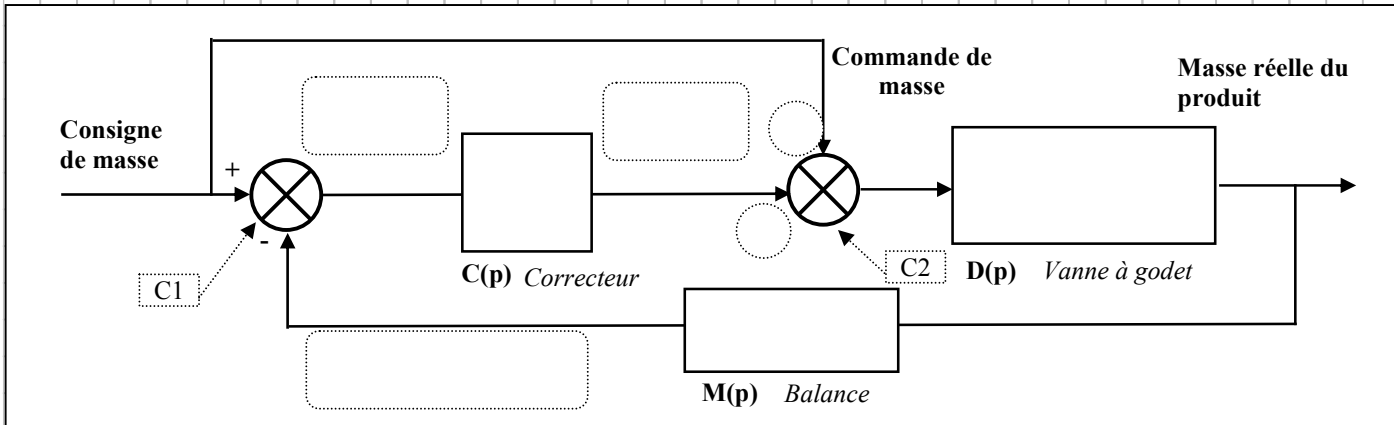 Commande de
masse
Masse réelle du
produit
Consigne
de masse
+
-
C1
C(p) Correcteur
C2
D(p) Vanne à godet
M(p) Balance